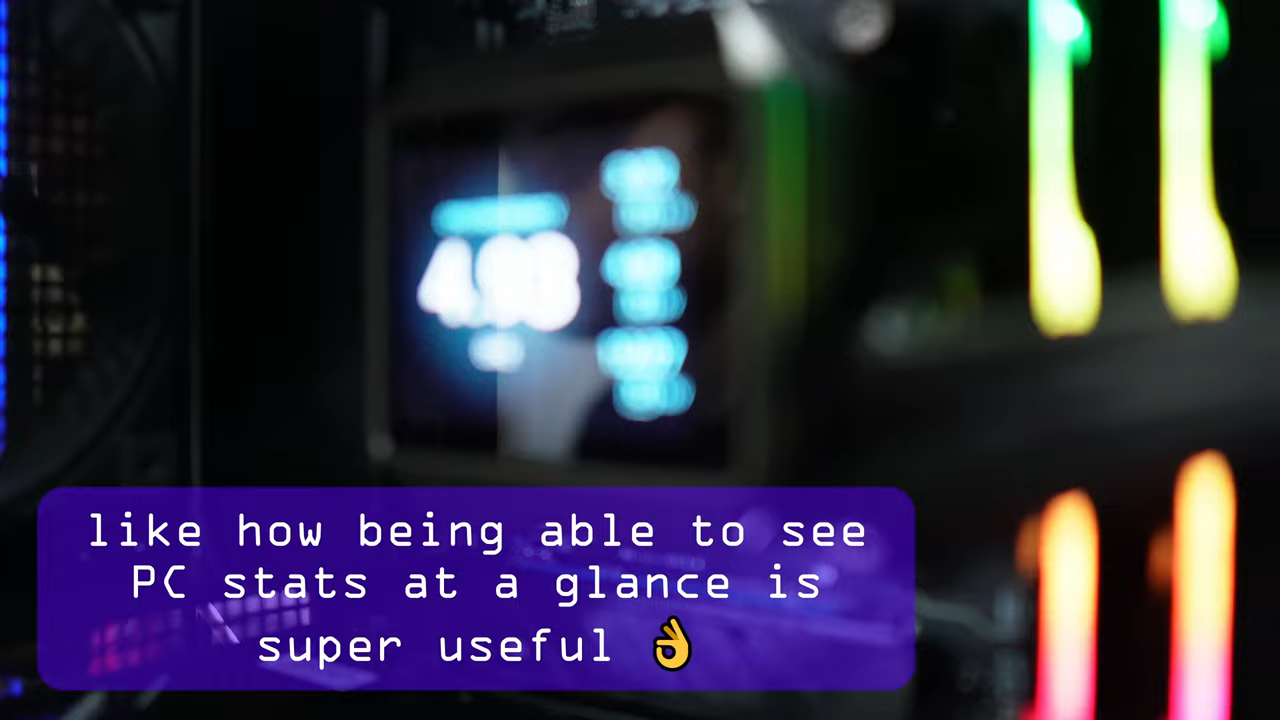 like how being able to see
PC stats at a glance is
super useful 👌